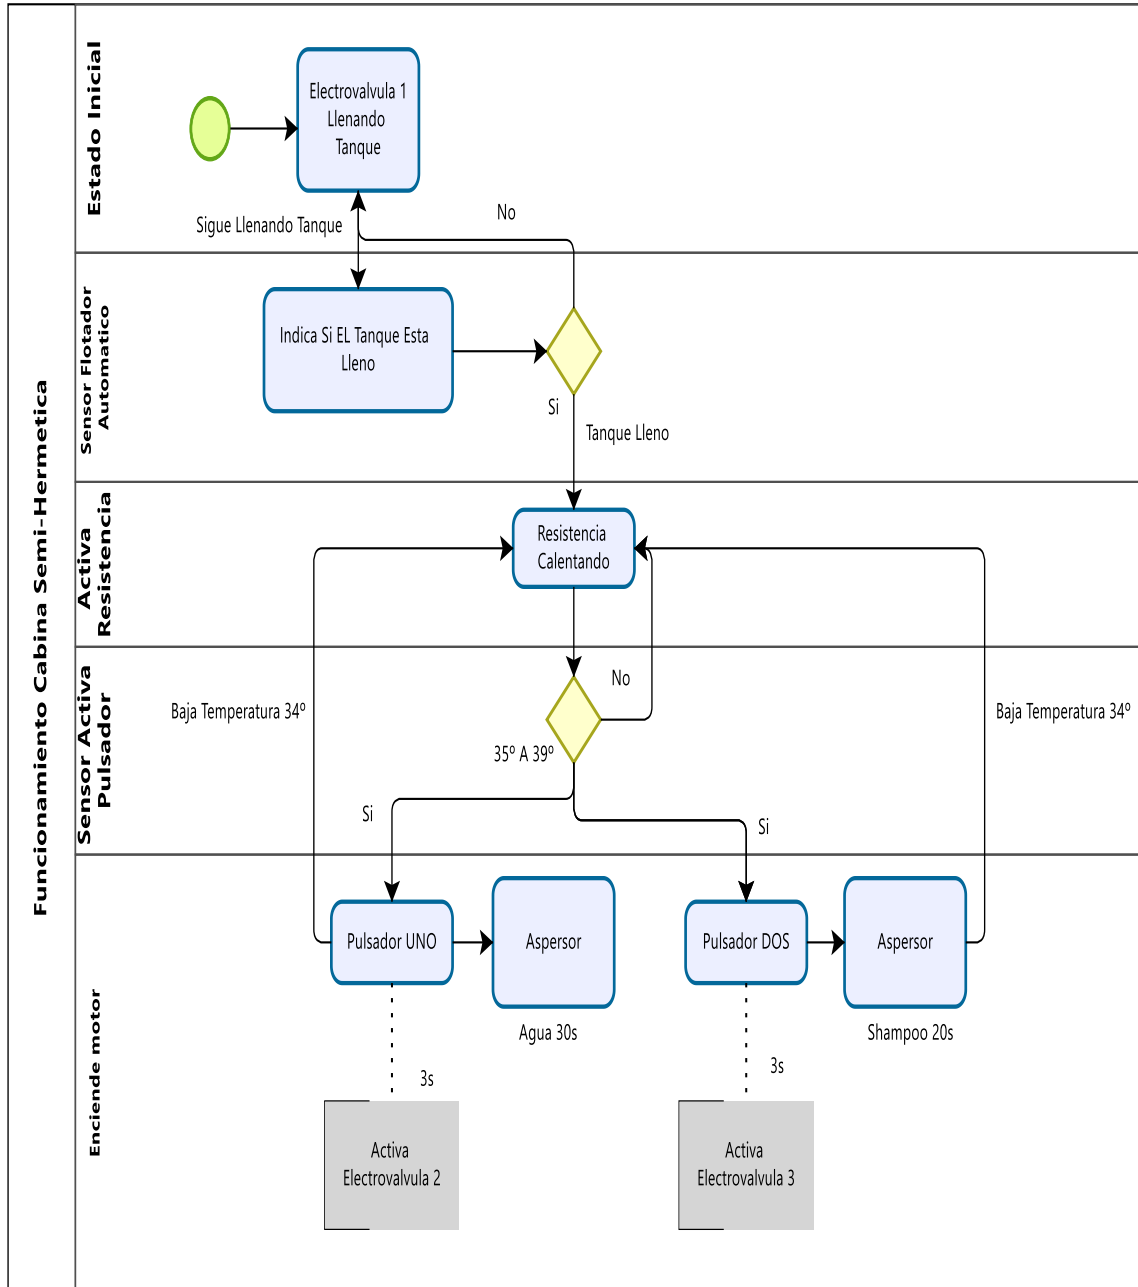 Funcionamiento Cabina Semi-Hermetica
Estado Inicial
Electrovalvula 1
Llenando
Tanque
Sigue Llenando Tanque
No
Sensor Flotador
Automatico
Indica Si EL Tanque Esta
Lleno
Si
Tanque Lleno
Activa
Resistencia
Resistencia
Calentando
Sensor Activa
Pulsador
No
Baja Temperatura 34º
Baja Temperatura 34º
35º A 39º
Si
Si
Enciende motor
Pulsador UNO
Aspersor
Pulsador DOS
Aspersor
Agua 30s
Shampoo 20s
3s
3s
Activa
Electrovalvula 2
Activa
Electrovalvula 3